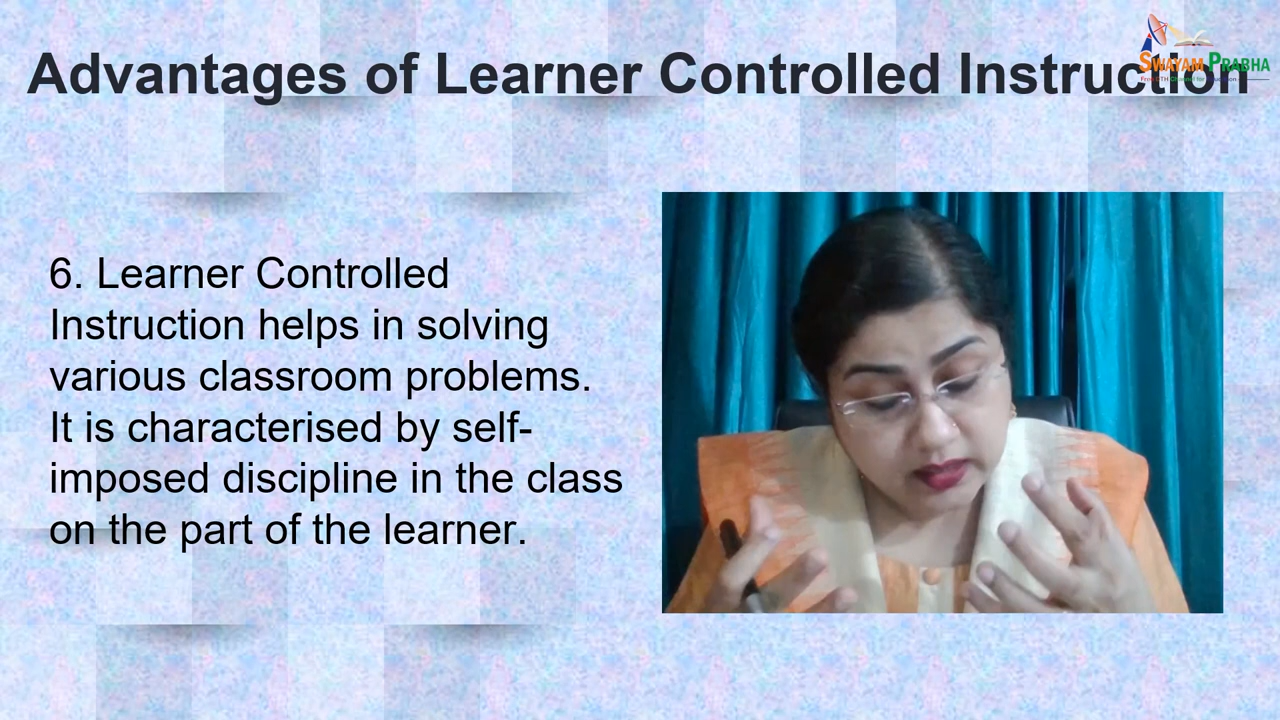 Advantages of Learner Controlled Instruction
SWAYAM PRABHA
6. Learner Controlled
Instruction helps in solving
various classroom problems.
It is characterised by self-
imposed discipline in the class
on the part of the learner.